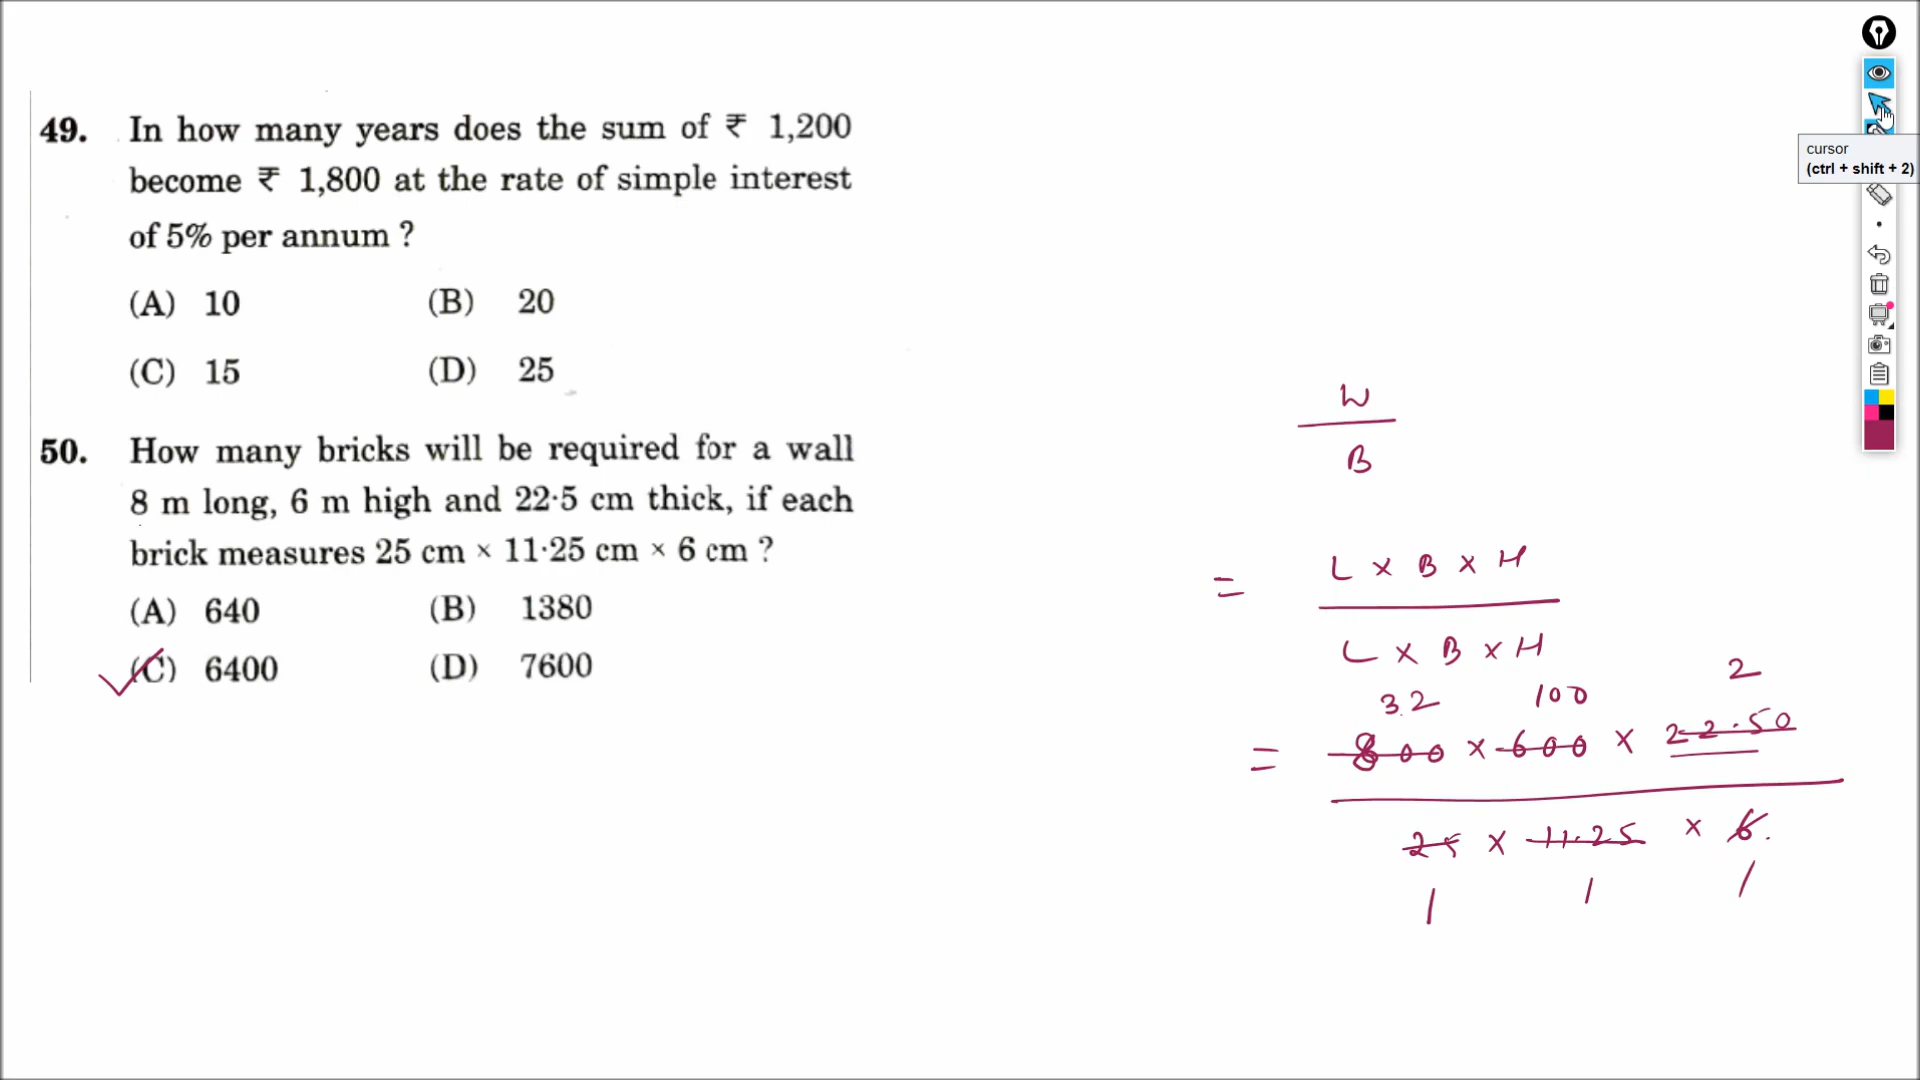 49. In how many years does the sum of ₹ 1,200
become ₹ 1,800 at the rate of simple interest
of 5% per annum ?
(A) 10 (B) 20
(C) 15 (D) 25
50. How many bricks will be required for a wall
8 m long, 6 m high and 22·5 cm thick, if each
brick measures 25 cm × 11·25 cm × 6 cm ?
(A) 640 (B) 1380
(C) 6400 (D) 7600
cursor
(ctrl + shift + 2)
W
B
= L × B × H
L × B × H
32 100 2
= 800 × 600 × 22.50
25 × 11.25 × 6.
1 1 1